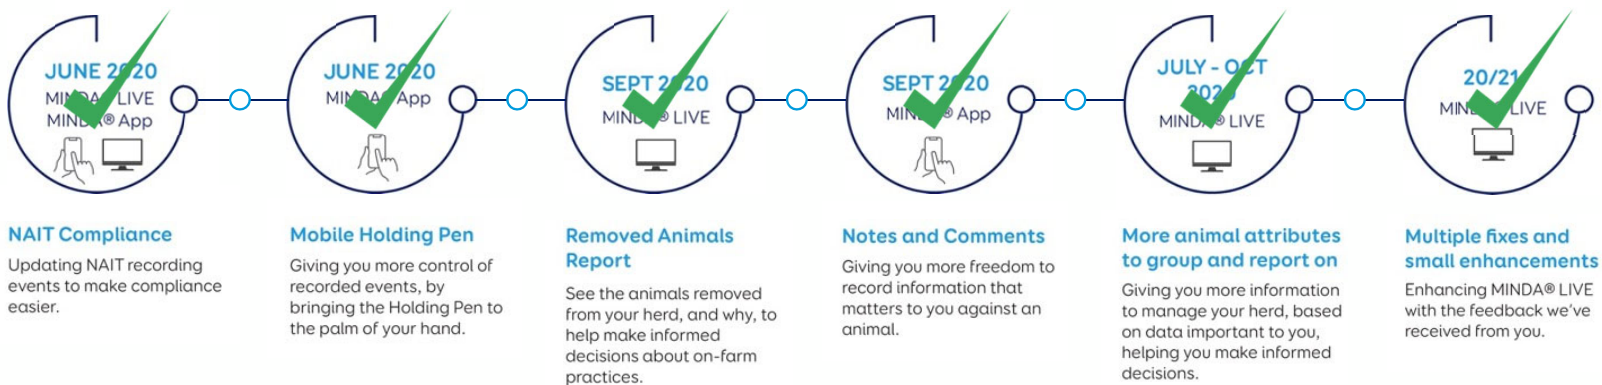 JUNE 2020
MINDA® LIVE
MINDA® App
NAIT Compliance
Updating NAIT recording
events to make compliance
easier.
JUNE 2020
MINDA® App
Mobile Holding Pen
Giving you more control of
recorded events, by
bringing the Holding Pen to
the palm of your hand.
SEPT 2020
MINDA® LIVE
Removed Animals
Report
See the animals removed
from your herd, and why, to
help make informed
decisions about on-farm
practices.
SEPT 2020
MINDA® App
Notes and Comments
Giving you more freedom to
record information that
matters to you against an
animal.
JULY - OCT
2020
MINDA® LIVE
More animal attributes
to group and report on
Giving you more information
to manage your herd, based
on data important to you,
helping you make informed
decisions.
20/21
MINDA® LIVE
Multiple fixes and
small enhancements
Enhancing MINDA® LIVE
with the feedback we've
received from you.